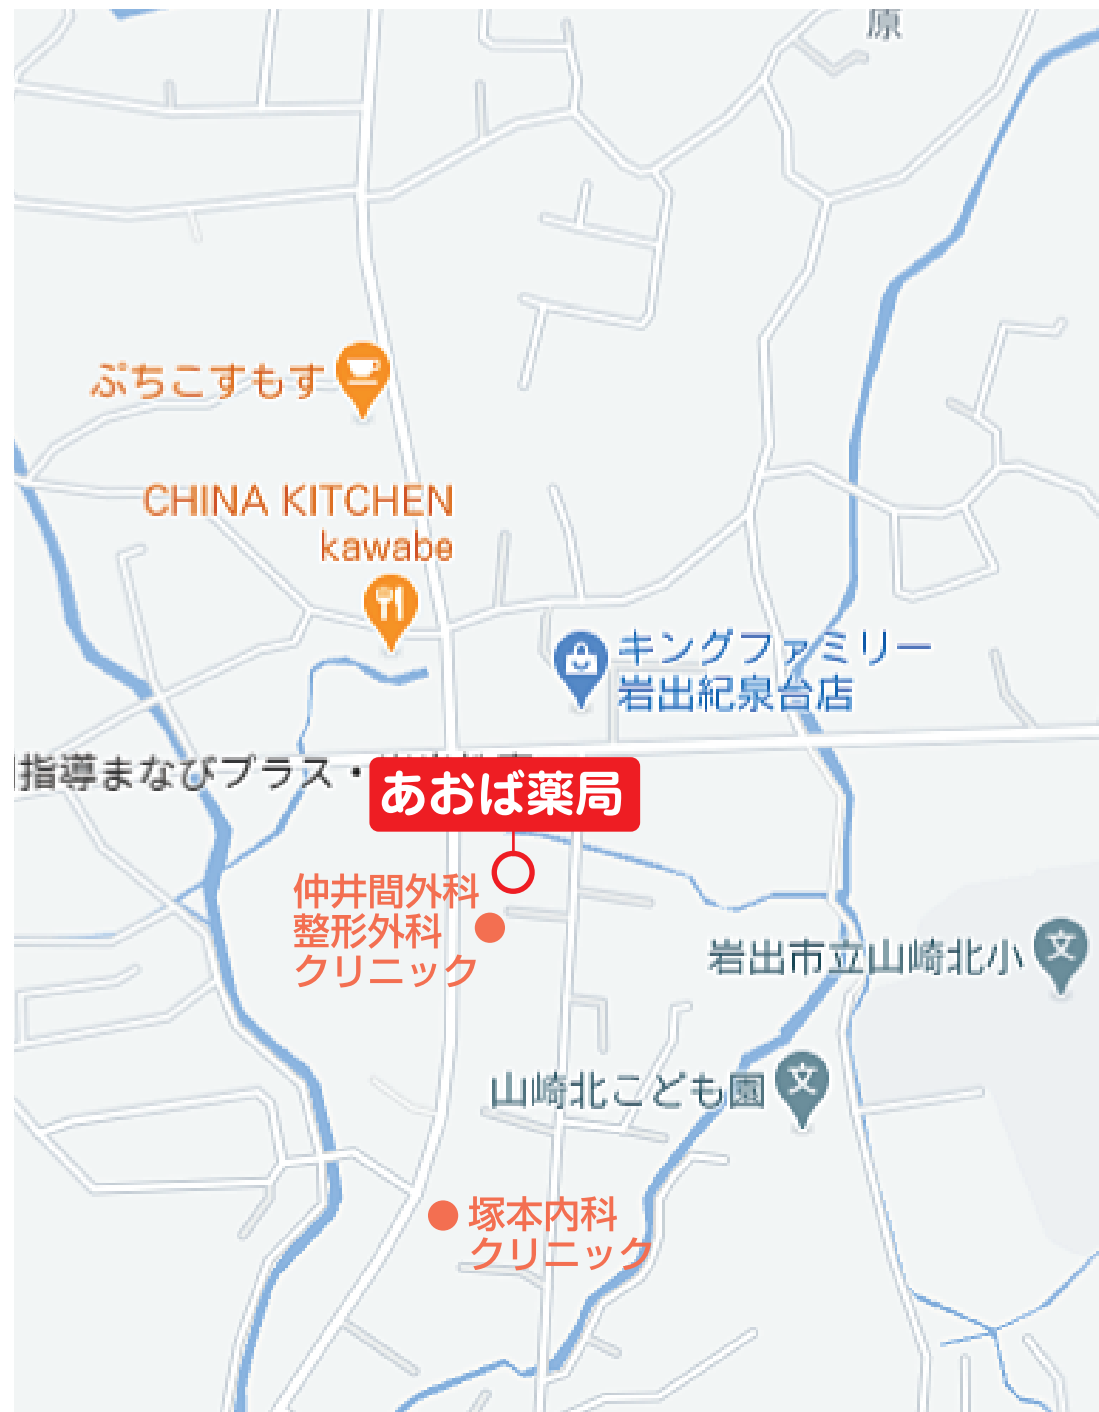 原
ぷちこすもす
CHINA KITCHEN
kawabe
キングファミリー
岩出紀泉台店
指導まなびプラス・
あおば薬局
仲井間外科
整形外科
クリニック
岩出市立山崎北小
山崎北こども園
塚本内科
クリニック